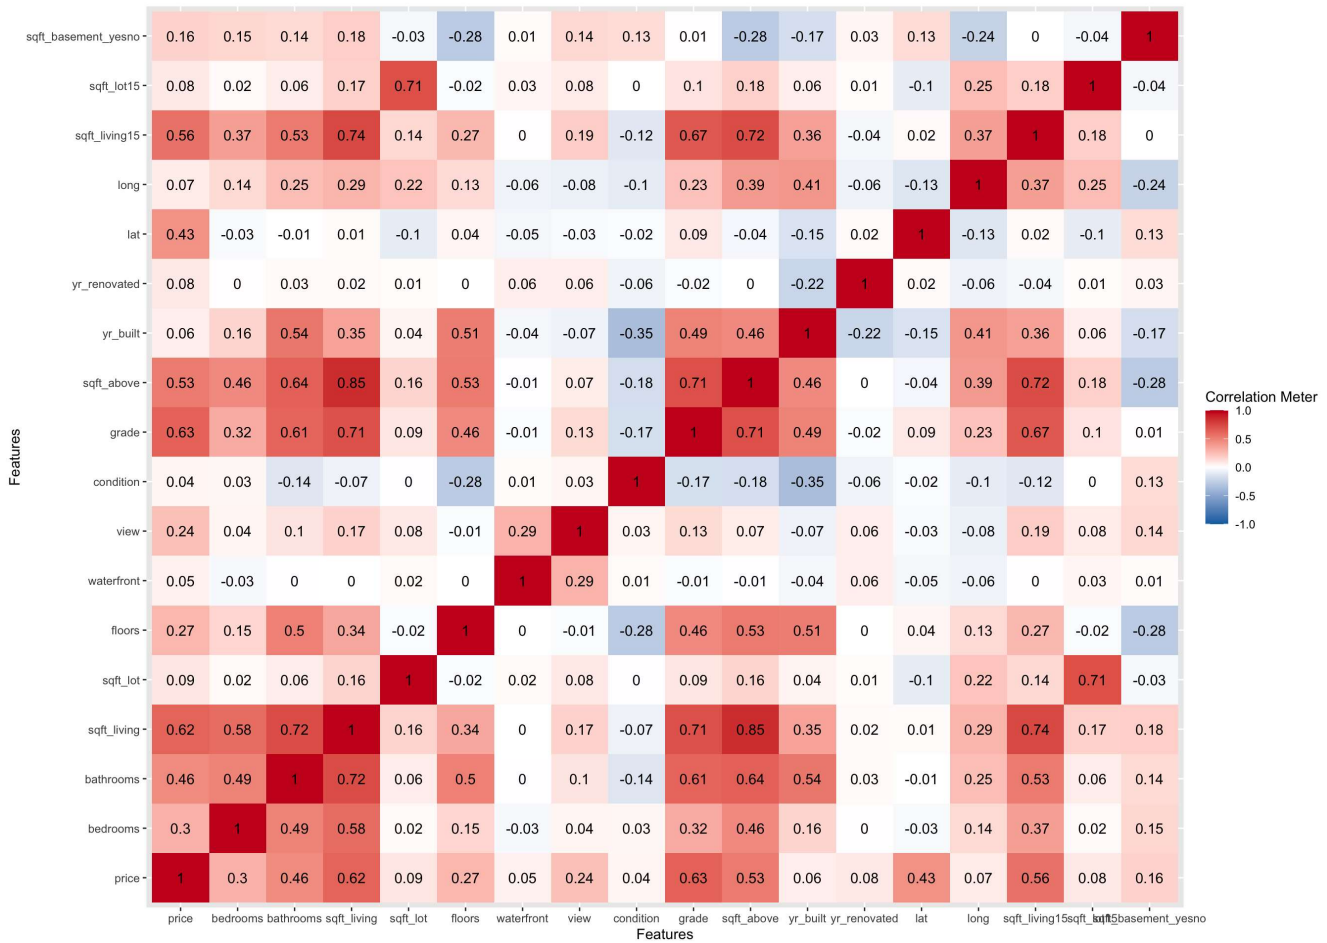 sqft_basement_yesno 0.16 0.15 0.14 0.18 -0.03 -0.28 0.01 0.14 0.13 0.01 -0.28 -0.17 0.03 0.13 -0.24 0 -0.04 1
sqft_lot15 0.08 0.02 0.06 0.17 0.71 -0.02 0.03 0.08 0 0.1 0.18 0.06 0.01 -0.1 0.25 0.18 1 -0.04
sqft_living15 0.56 0.37 0.53 0.74 0.14 0.27 0 0.19 -0.12 0.67 0.72 0.36 -0.04 0.02 0.37 1 0.18 0
long 0.07 0.14 0.25 0.29 0.22 0.13 -0.06 -0.08 -0.1 0.23 0.39 0.41 -0.06 -0.13 1 0.37 0.25 -0.24
lat 0.43 -0.03 -0.01 0.01 -0.1 0.04 -0.05 -0.03 -0.02 0.09 -0.04 -0.15 0.02 1 -0.13 0.02 -0.1 0.13
yr_renovated 0.08 0 0.03 0.02 0.01 0 0.06 0.06 -0.06 -0.02 0 -0.22 1 0.02 -0.06 -0.04 0.01 0.03
yr_built 0.06 0.16 0.54 0.35 0.04 0.51 -0.04 -0.07 -0.35 0.49 0.46 1 -0.22 -0.15 0.41 0.36 0.06 -0.17
sqft_above 0.53 0.46 0.64 0.85 0.16 0.53 -0.01 0.07 -0.18 0.71 1 0.46 0 -0.04 0.39 0.72 0.18 -0.28
grade 0.63 0.32 0.61 0.71 0.09 0.46 -0.01 0.13 -0.17 1 0.71 0.49 -0.02 0.09 0.23 0.67 0.1 0.01
condition 0.04 0.03 -0.14 -0.07 0 -0.28 0.01 0.03 1 -0.17 -0.18 -0.35 -0.06 -0.02 -0.1 -0.12 0 0.13
view 0.24 0.04 0.1 0.17 0.08 -0.01 0.29 1 0.03 0.13 0.07 -0.07 0.06 -0.03 -0.08 0.19 0.08 0.14
waterfront 0.05 -0.03 0 0 0.02 0 1 0.29 0.01 -0.01 -0.01 -0.04 0.06 -0.05 -0.06 0 0.03 0.01
floors 0.27 0.15 0.5 0.34 -0.02 1 0 -0.01 -0.28 0.46 0.53 0.51 0 0.04 0.13 0.27 -0.02 -0.28
sqft_lot 0.09 0.02 0.06 0.16 1 -0.02 0.02 0.08 0 0.09 0.16 0.04 0.01 -0.1 0.22 0.14 0.71 -0.03
sqft_living 0.62 0.58 0.72 1 0.16 0.34 0 0.17 -0.07 0.71 0.85 0.35 0.02 0.01 0.29 0.74 0.17 0.18
bathrooms 0.46 0.49 1 0.72 0.06 0.5 0 0.1 -0.14 0.61 0.64 0.54 0.03 -0.01 0.25 0.53 0.06 0.14
bedrooms 0.3 1 0.49 0.58 0.02 0.15 -0.03 0.04 0.03 0.32 0.46 0.16 0 -0.03 0.14 0.37 0.02 0.15
price 1 0.3 0.46 0.62 0.09 0.27 0.05 0.24 0.04 0.63 0.53 0.06 0.08 0.43 0.07 0.56 0.08 0.16
price bedrooms bathrooms sqft_living sqft_lot floors waterfront view condition grade sqft_above yr_built yr_renovated lat long sqft_living15 sqft_lot15 sqft_basement_yesno
Features
Features
Correlation Meter
1.0
0.5
0.0
-0.5
-1.0